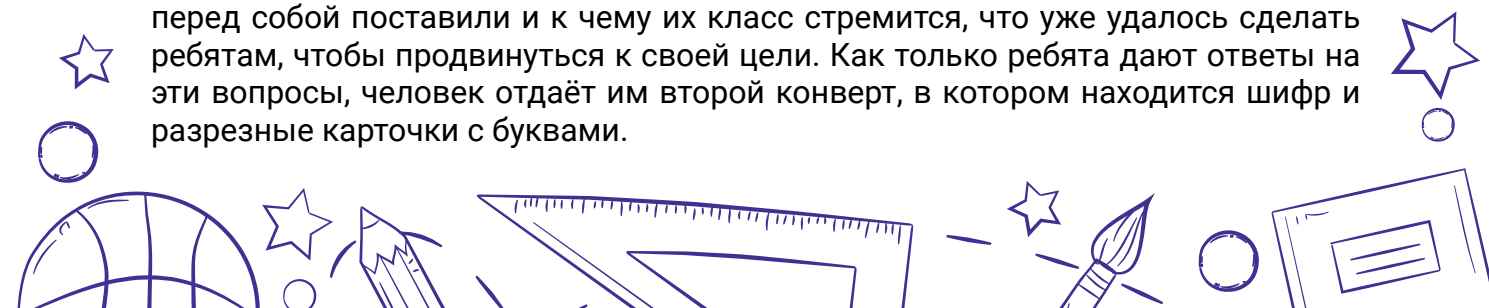 перед собой поставили и к чему их класс стремится, что уже удалось сделать
ребятам, чтобы продвинуться к своей цели. Как только ребята дают ответы на
эти вопросы, человек отдаёт им второй конверт, в котором находится шифр и
разрезные карточки с буквами.